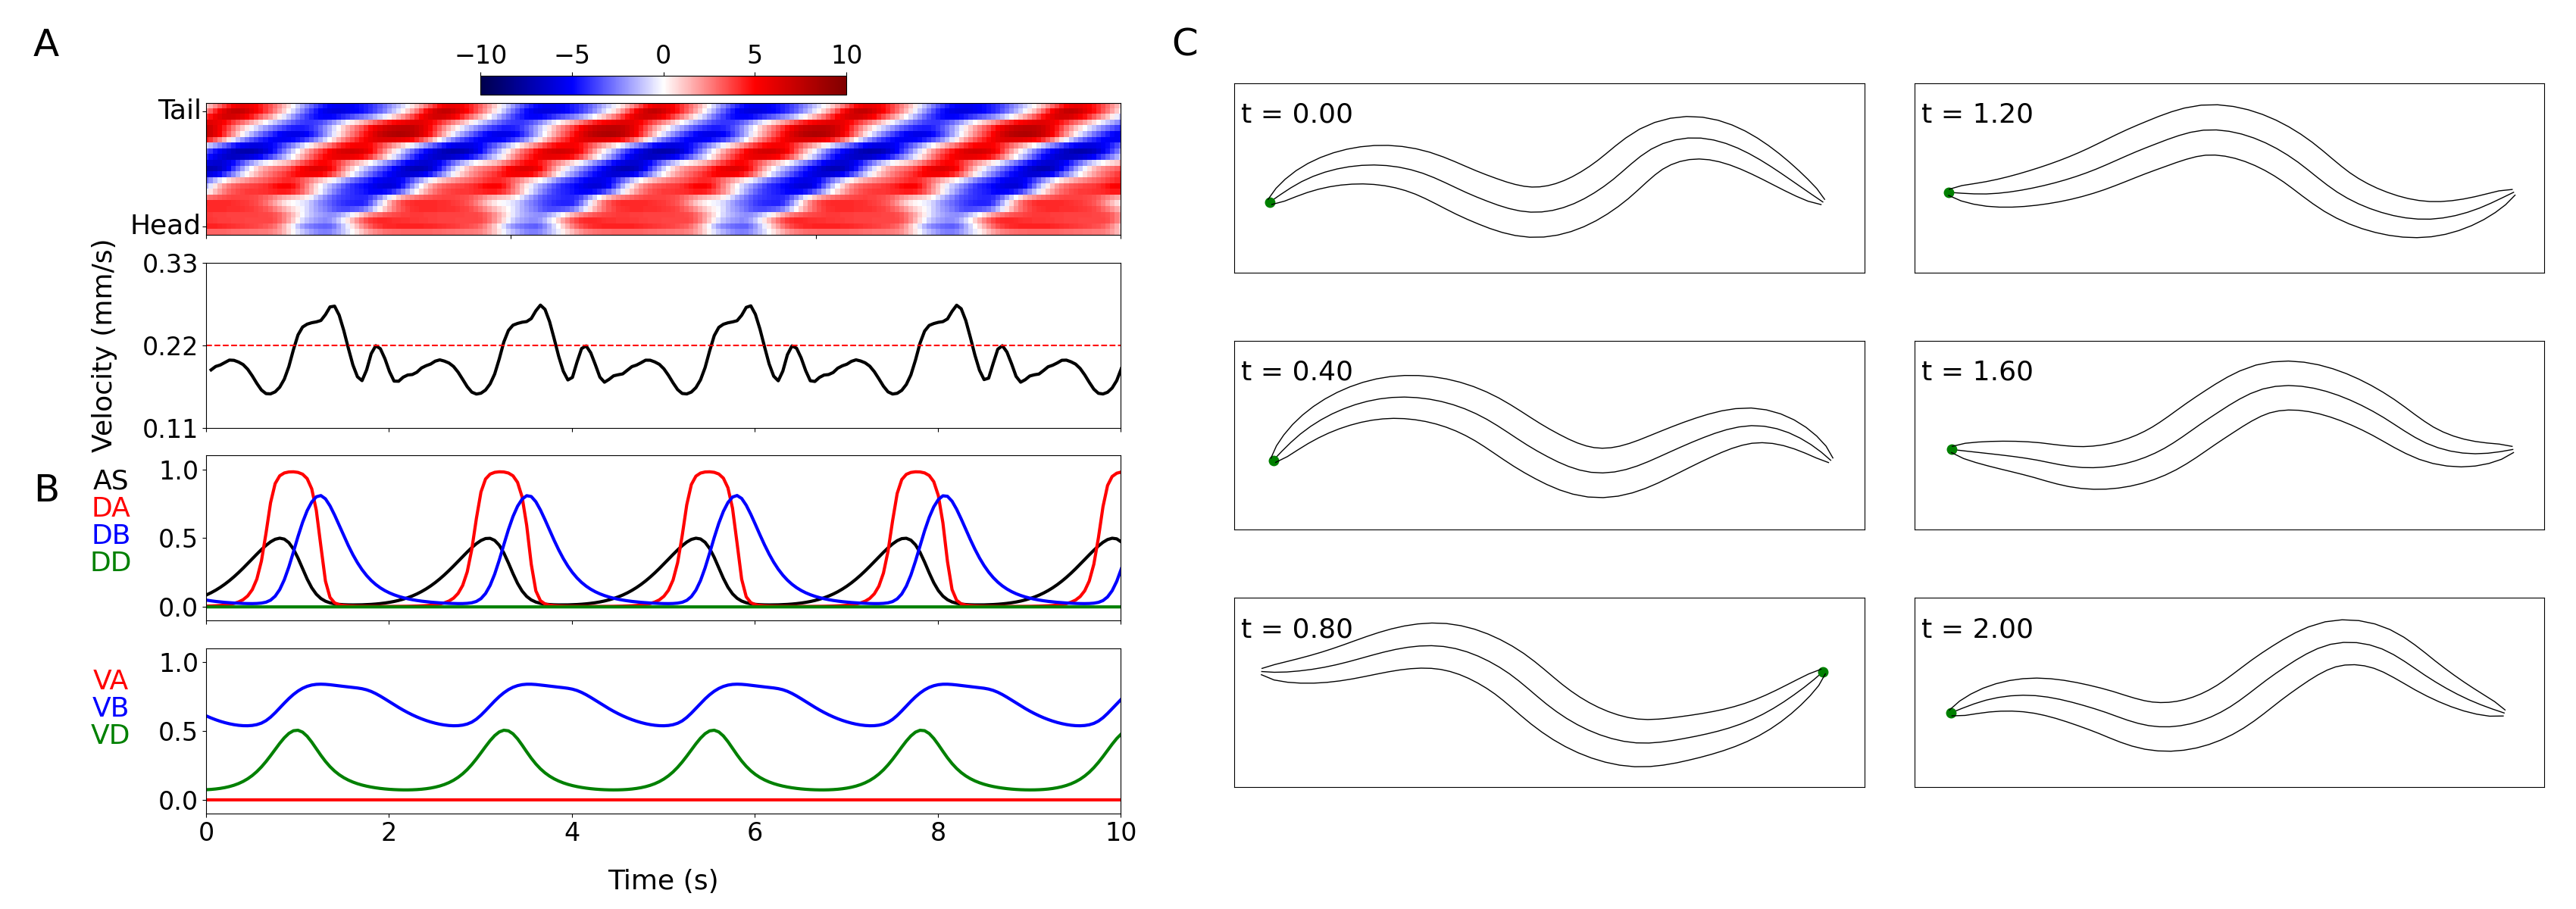 A
−10 −5 0 5 10
Tail
Head
Velocity (mm/s)
0.33
0.22
0.11
B
AS
DA
DB
DD
1.0
0.5
0.0
VA
VB
VD
1.0
0.5
0.0
0 2 4 6 8 10
Time (s)
C
t = 0.00
t = 1.20
t = 0.40
t = 1.60
t = 0.80
t = 2.00